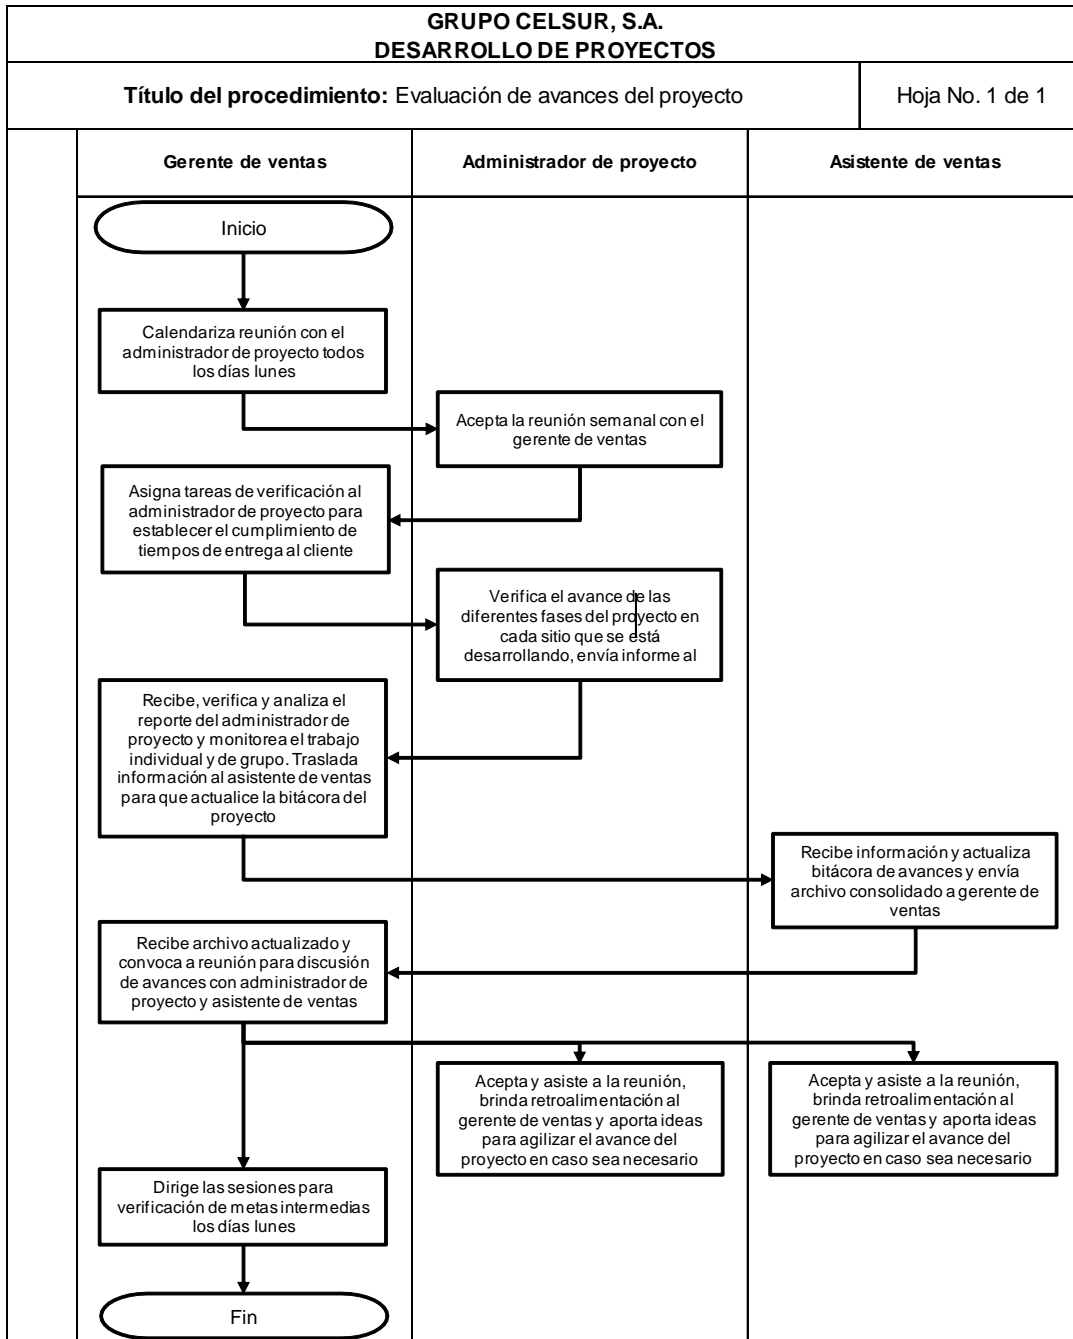 GRUPO CELSUR, S.A.
DESARROLLO DE PROYECTOS
Título del procedimiento: Evaluación de avances del proyecto
Hoja No. 1 de 1
Gerente de ventas
Administrador de proyecto
Asistente de ventas
Inicio
Calendariza reunión con el
administrador de proyecto todos
los días lunes
Acepta la reunión semanal con el
gerente de ventas
Asigna tareas de verificación al
administrador de proyecto para
establecer el cumplimiento de
tiempos de entrega al cliente
Verifica el avance de las
diferentes fases del proyecto en
cada sitio que se está
desarrollando, envía informe al
Recibe, verifica y analiza el
reporte del administrador de
proyecto y monitorea el trabajo
individual y de grupo. Traslada
información al asistente de ventas
para que actualice la bitácora del
proyecto
Recibe información y actualiza
bitácora de avances y envía
archivo consolidado a gerente de
ventas
Recibe archivo actualizado y
convoca a reunión para discusión
de avances con administrador de
proyecto y asistente de ventas
Acepta y asiste a la reunión,
brinda retroalimentación al
gerente de ventas y aporta ideas
para agilizar el avance del
proyecto en caso sea necesario
Acepta y asiste a la reunión,
brinda retroalimentación al
gerente de ventas y aporta ideas
para agilizar el avance del
proyecto en caso sea necesario
Dirige las sesiones para
verificación de metas intermedias
los días lunes
Fin